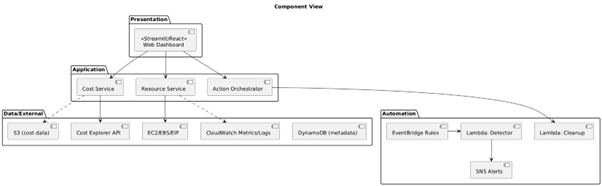 Component View
Presentation
«Streamlit/React»
Web Dashboard
Application
Cost Service
Resource Service
Action Orchestrator
Data/External
S3 (cost data)
Cost Explorer API
EC2/EBS/EIP
CloudWatch Metrics/Logs
DynamoDB (metadata)
Automation
EventBridge Rules
Lambda: Detector
Lambda: Cleanup
SNS Alerts